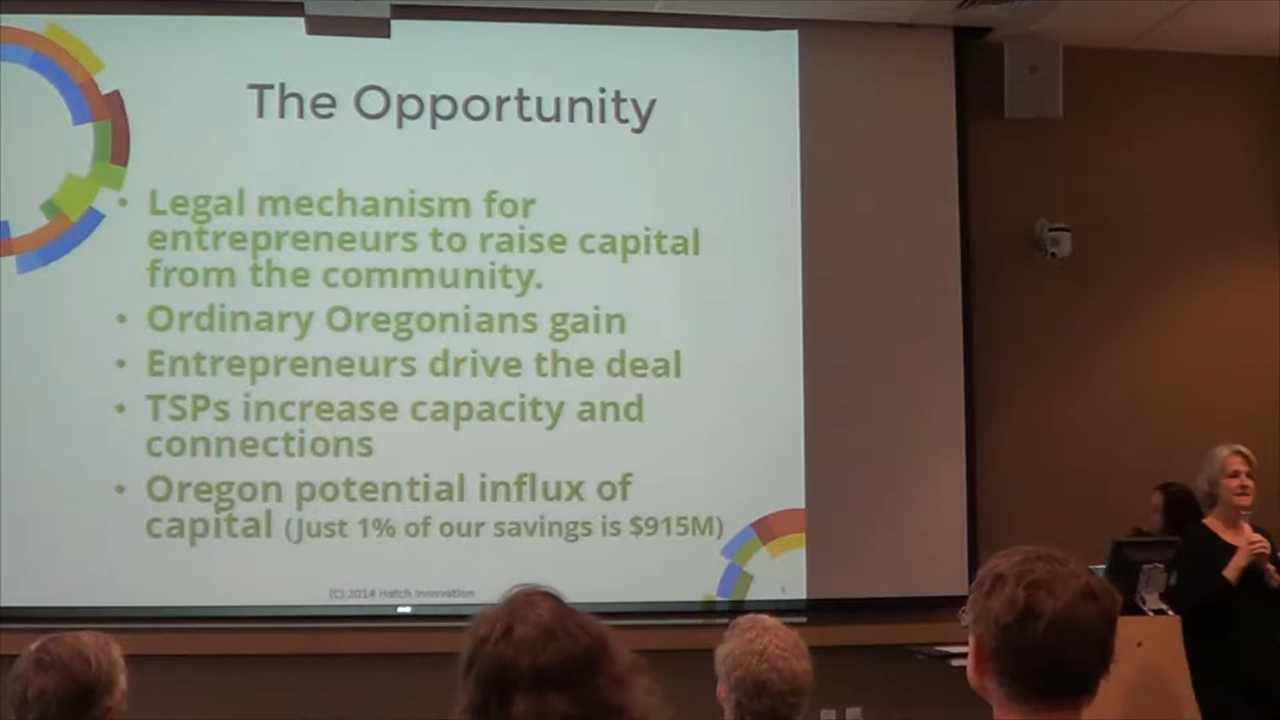 The Opportunity
• Legal mechanism for
entrepreneurs to raise capital
from the community.
• Ordinary Oregonians gain
• Entrepreneurs drive the deal
• TSPs increase capacity and
connections
• Oregon potential influx of
capital (Just 1% of our savings is $915M)
(C) 2014 Hatch Innovation